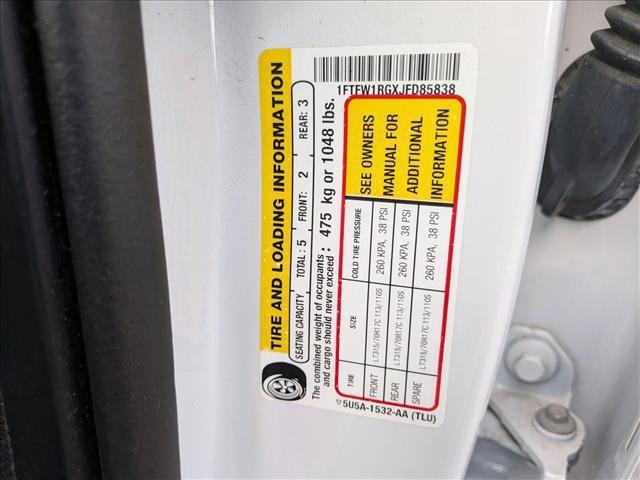 TIRE AND LOADING INFORMATION
SEATING CAPACITY TOTAL : 5 FRONT: 2 REAR: 3
The combined weight of occupants and cargo should never exceed : 475 kg or 1048 lbs.
1FTFW1RGXJFD85838
TIRE SIZE COLD TIRE PRESSURE
FRONT LT315/70R17C 113/110S 260 KPA, 38 PSI
REAR LT315/70R17C 113/110S 260 KPA, 38 PSI
SPARE LT315/70R17C 113/110S 260 KPA, 38 PSI
SEE OWNERS
MANUAL FOR
ADDITIONAL
INFORMATION
5U5A-1532-AA (TLU)